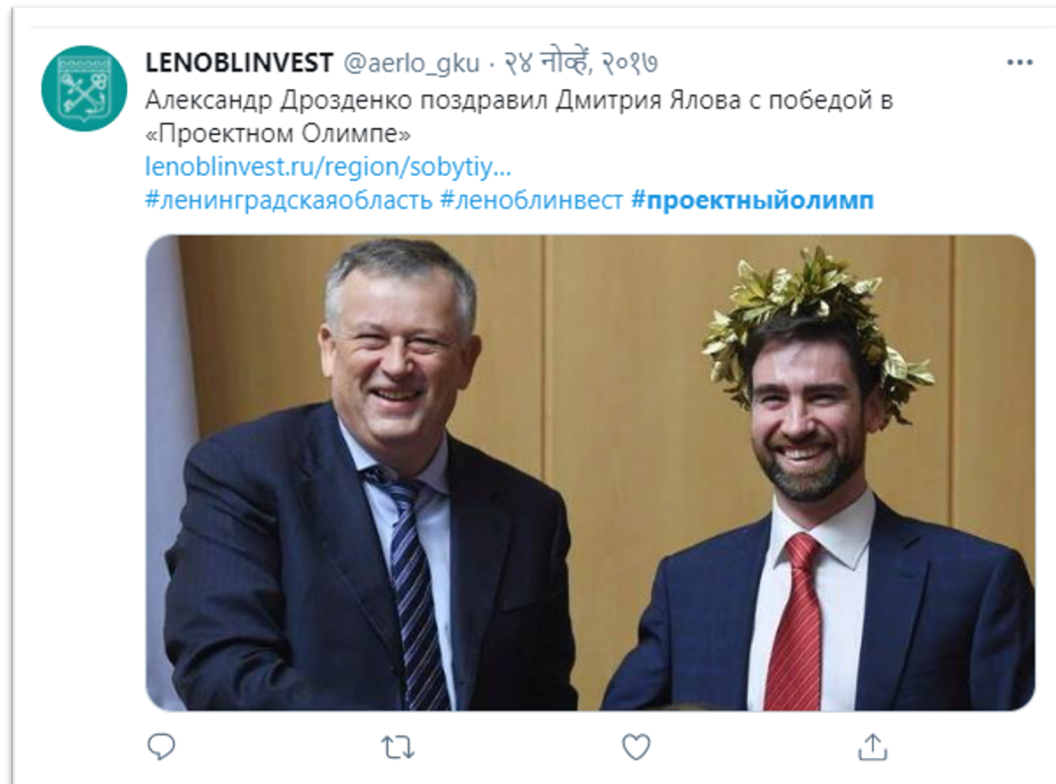 LENOBLINVEST @aerlo_gku · २४ नोव्हें, २०१७
Александр Дрозденко поздравил Дмитрия Ялова с победой в
«Проектном Олимпе»
lenoblinvest.ru/region/sobytiy...
#ленинградскаяобласть #леноблинвест #проектныйолимп